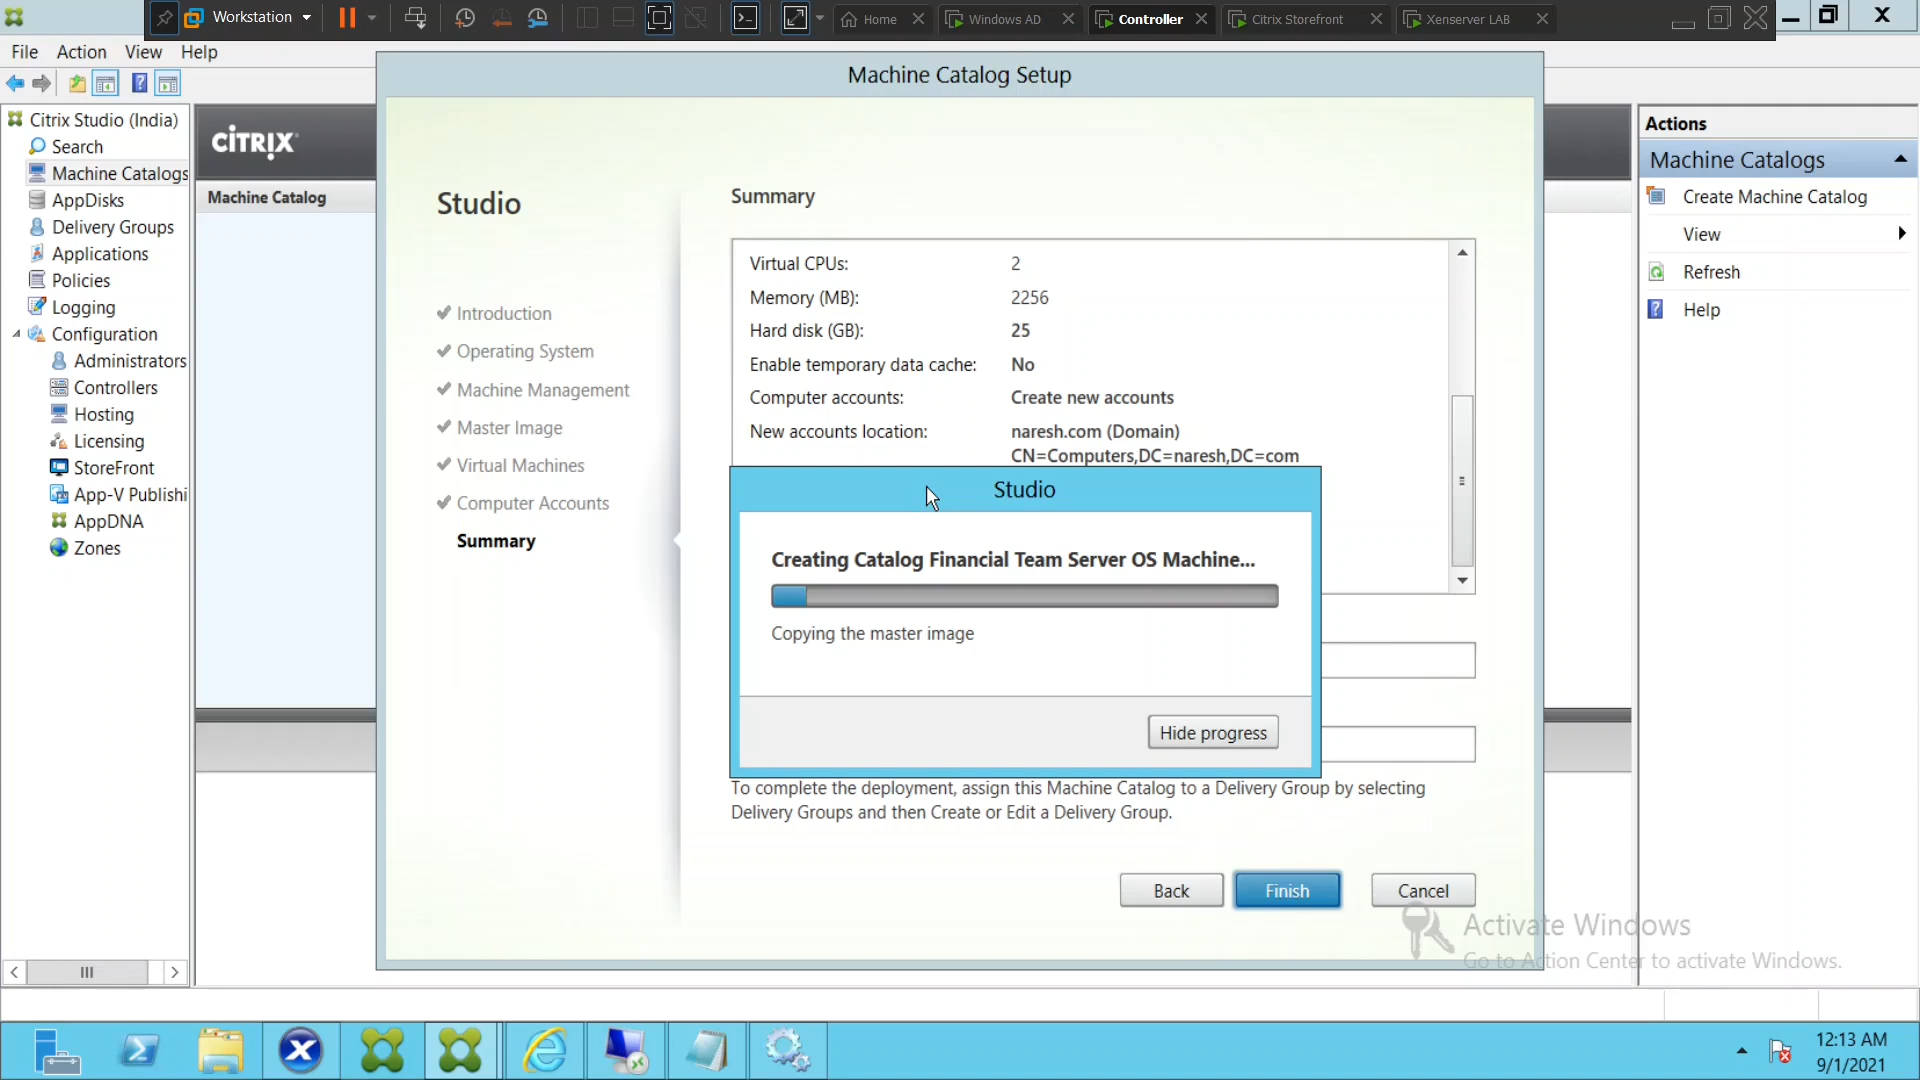 Workstation
Home
Windows AD
Controller
Citrix Storefront
Xenserver LAB
File Action View Help
Machine Catalog Setup
Citrix Studio (India)
Search
Machine Catalogs
AppDisks
Delivery Groups
Applications
Policies
Logging
Configuration
Administrators
Controllers
Hosting
Licensing
StoreFront
App-V Publishi
AppDNA
Zones
CITRIX
Machine Catalog
Studio
Introduction
Operating System
Machine Management
Master Image
Virtual Machines
Computer Accounts
Summary
Summary
Virtual CPUs: 2
Memory (MB): 2256
Hard disk (GB): 25
Enable temporary data cache: No
Computer accounts: Create new accounts
New accounts location: naresh.com (Domain)
CN=Computers,DC=naresh,DC=com
Studio
Creating Catalog Financial Team Server OS Machine...
Copying the master image
Hide progress
To complete the deployment, assign this Machine Catalog to a Delivery Group by selecting
Delivery Groups and then Create or Edit a Delivery Group.
Back
Finish
Cancel
Actions
Machine Catalogs
Create Machine Catalog
View
Refresh
Help
Activate Windows
Go to Action Center to activate Windows.
12:13 AM
9/1/2021